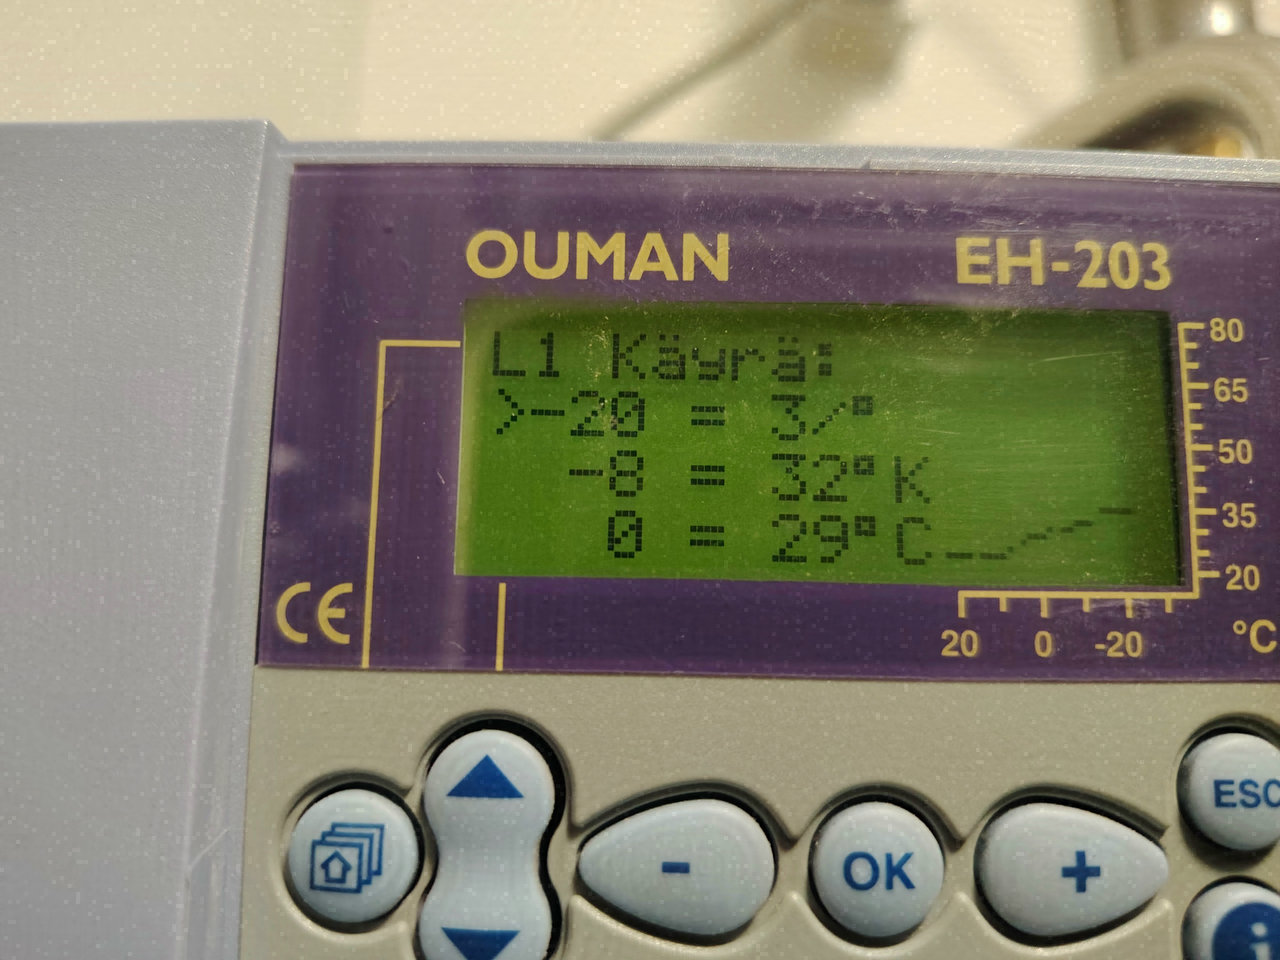 OUMAN EH-203
L1 Käyrä:
>-20 = 3/°
-8 = 32° K
0 = 29° C
80
65
50
35
20
20 0 -20 °C
CE
- OK + ESC
i